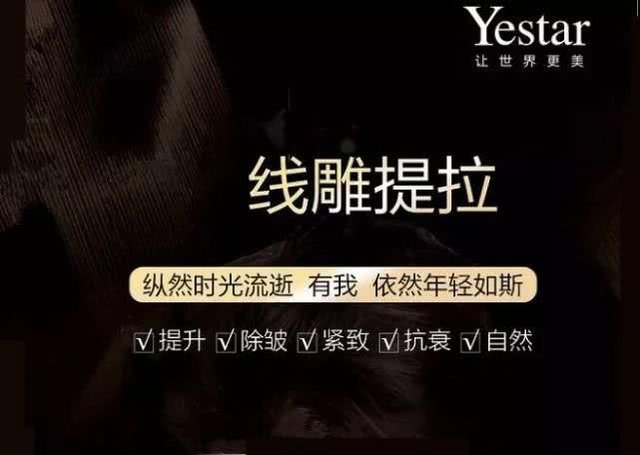 Yestar
让世界更美
线雕提拉
纵然时光流逝 有我 依然年轻如斯
√提升 √除皱 √紧致 √抗衰 √自然